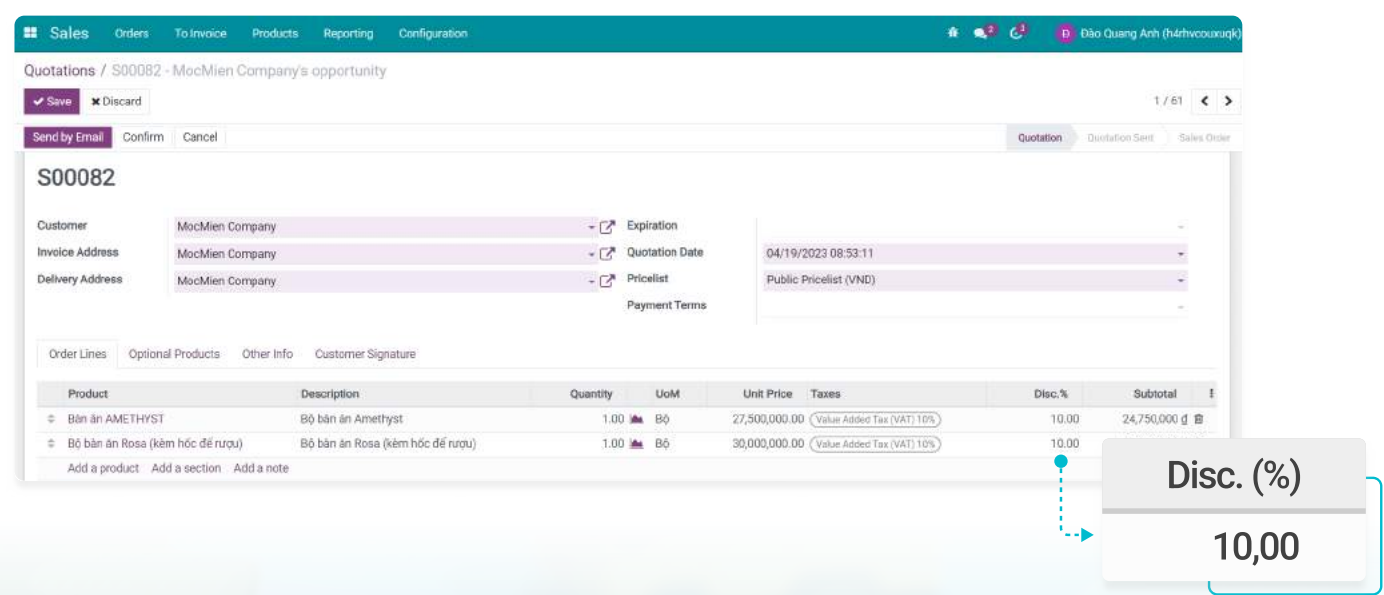 Sales Orders To Invoice Products Reporting Configuration 2 1 Đ Đào Quang Anh (h4rhvcouxuqk)
Quotations / S00082 - MocMien Company's opportunity
Save Discard 1 / 61
Send by Email Confirm Cancel Quotation Quotation Sent Sales Order
S00082
Customer MocMien Company Expiration
Invoice Address MocMien Company Quotation Date 04/19/2023 08:53:11
Delivery Address MocMien Company Pricelist Public Pricelist (VND)
Payment Terms
Order Lines Optional Products Other Info Customer Signature
Product Description Quantity UoM Unit Price Taxes Disc.% Subtotal
Bàn ăn AMETHYST Bộ bàn ăn Amethyst 1.00 Bộ 27,500,000.00 Value Added Tax (VAT) 10% 10.00 24,750,000 ₫
Bộ bàn ăn Rosa (kèm hốc để rượu) Bộ bàn ăn Rosa (kèm hốc để rượu) 1.00 Bộ 30,000,000.00 Value Added Tax (VAT) 10% 10.00
Add a product Add a section Add a note
Disc. (%)
10,00